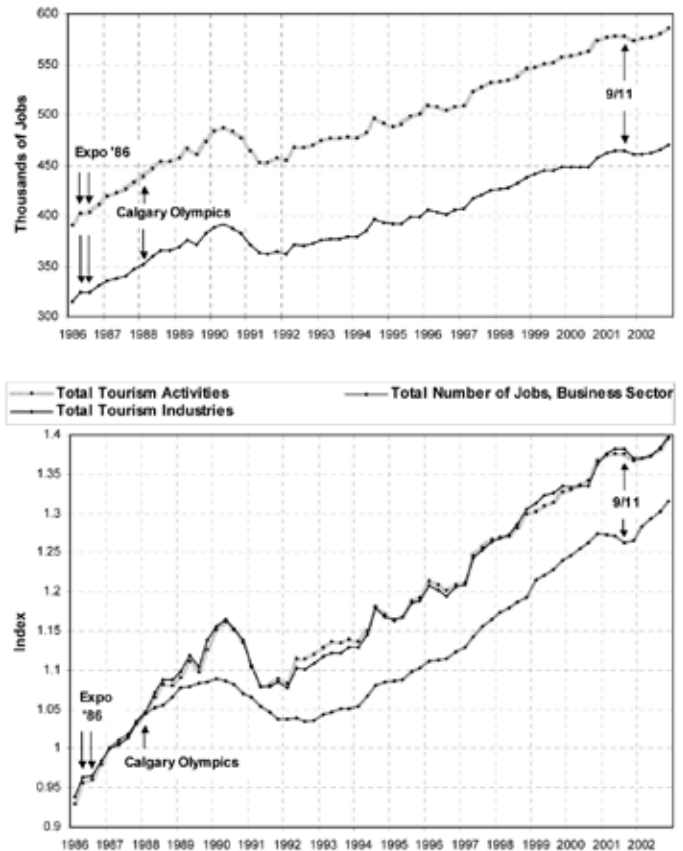 600
550
500
450
400
350
300
Thousands of Jobs
Expo '86
Calgary Olympics
9/11
1986 1987 1988 1989 1990 1991 1992 1993 1994 1995 1996 1997 1998 1999 2000 2001 2002
Total Tourism Activities
Total Number of Jobs, Business Sector
Total Tourism Industries
1.4
1.35
1.3
1.25
1.2
1.15
1.1
1.05
1
0.95
0.9
Index
9/11
Expo
'86
Calgary Olympics
1986 1987 1988 1989 1990 1991 1992 1993 1994 1995 1996 1997 1998 1999 2000 2001 2002